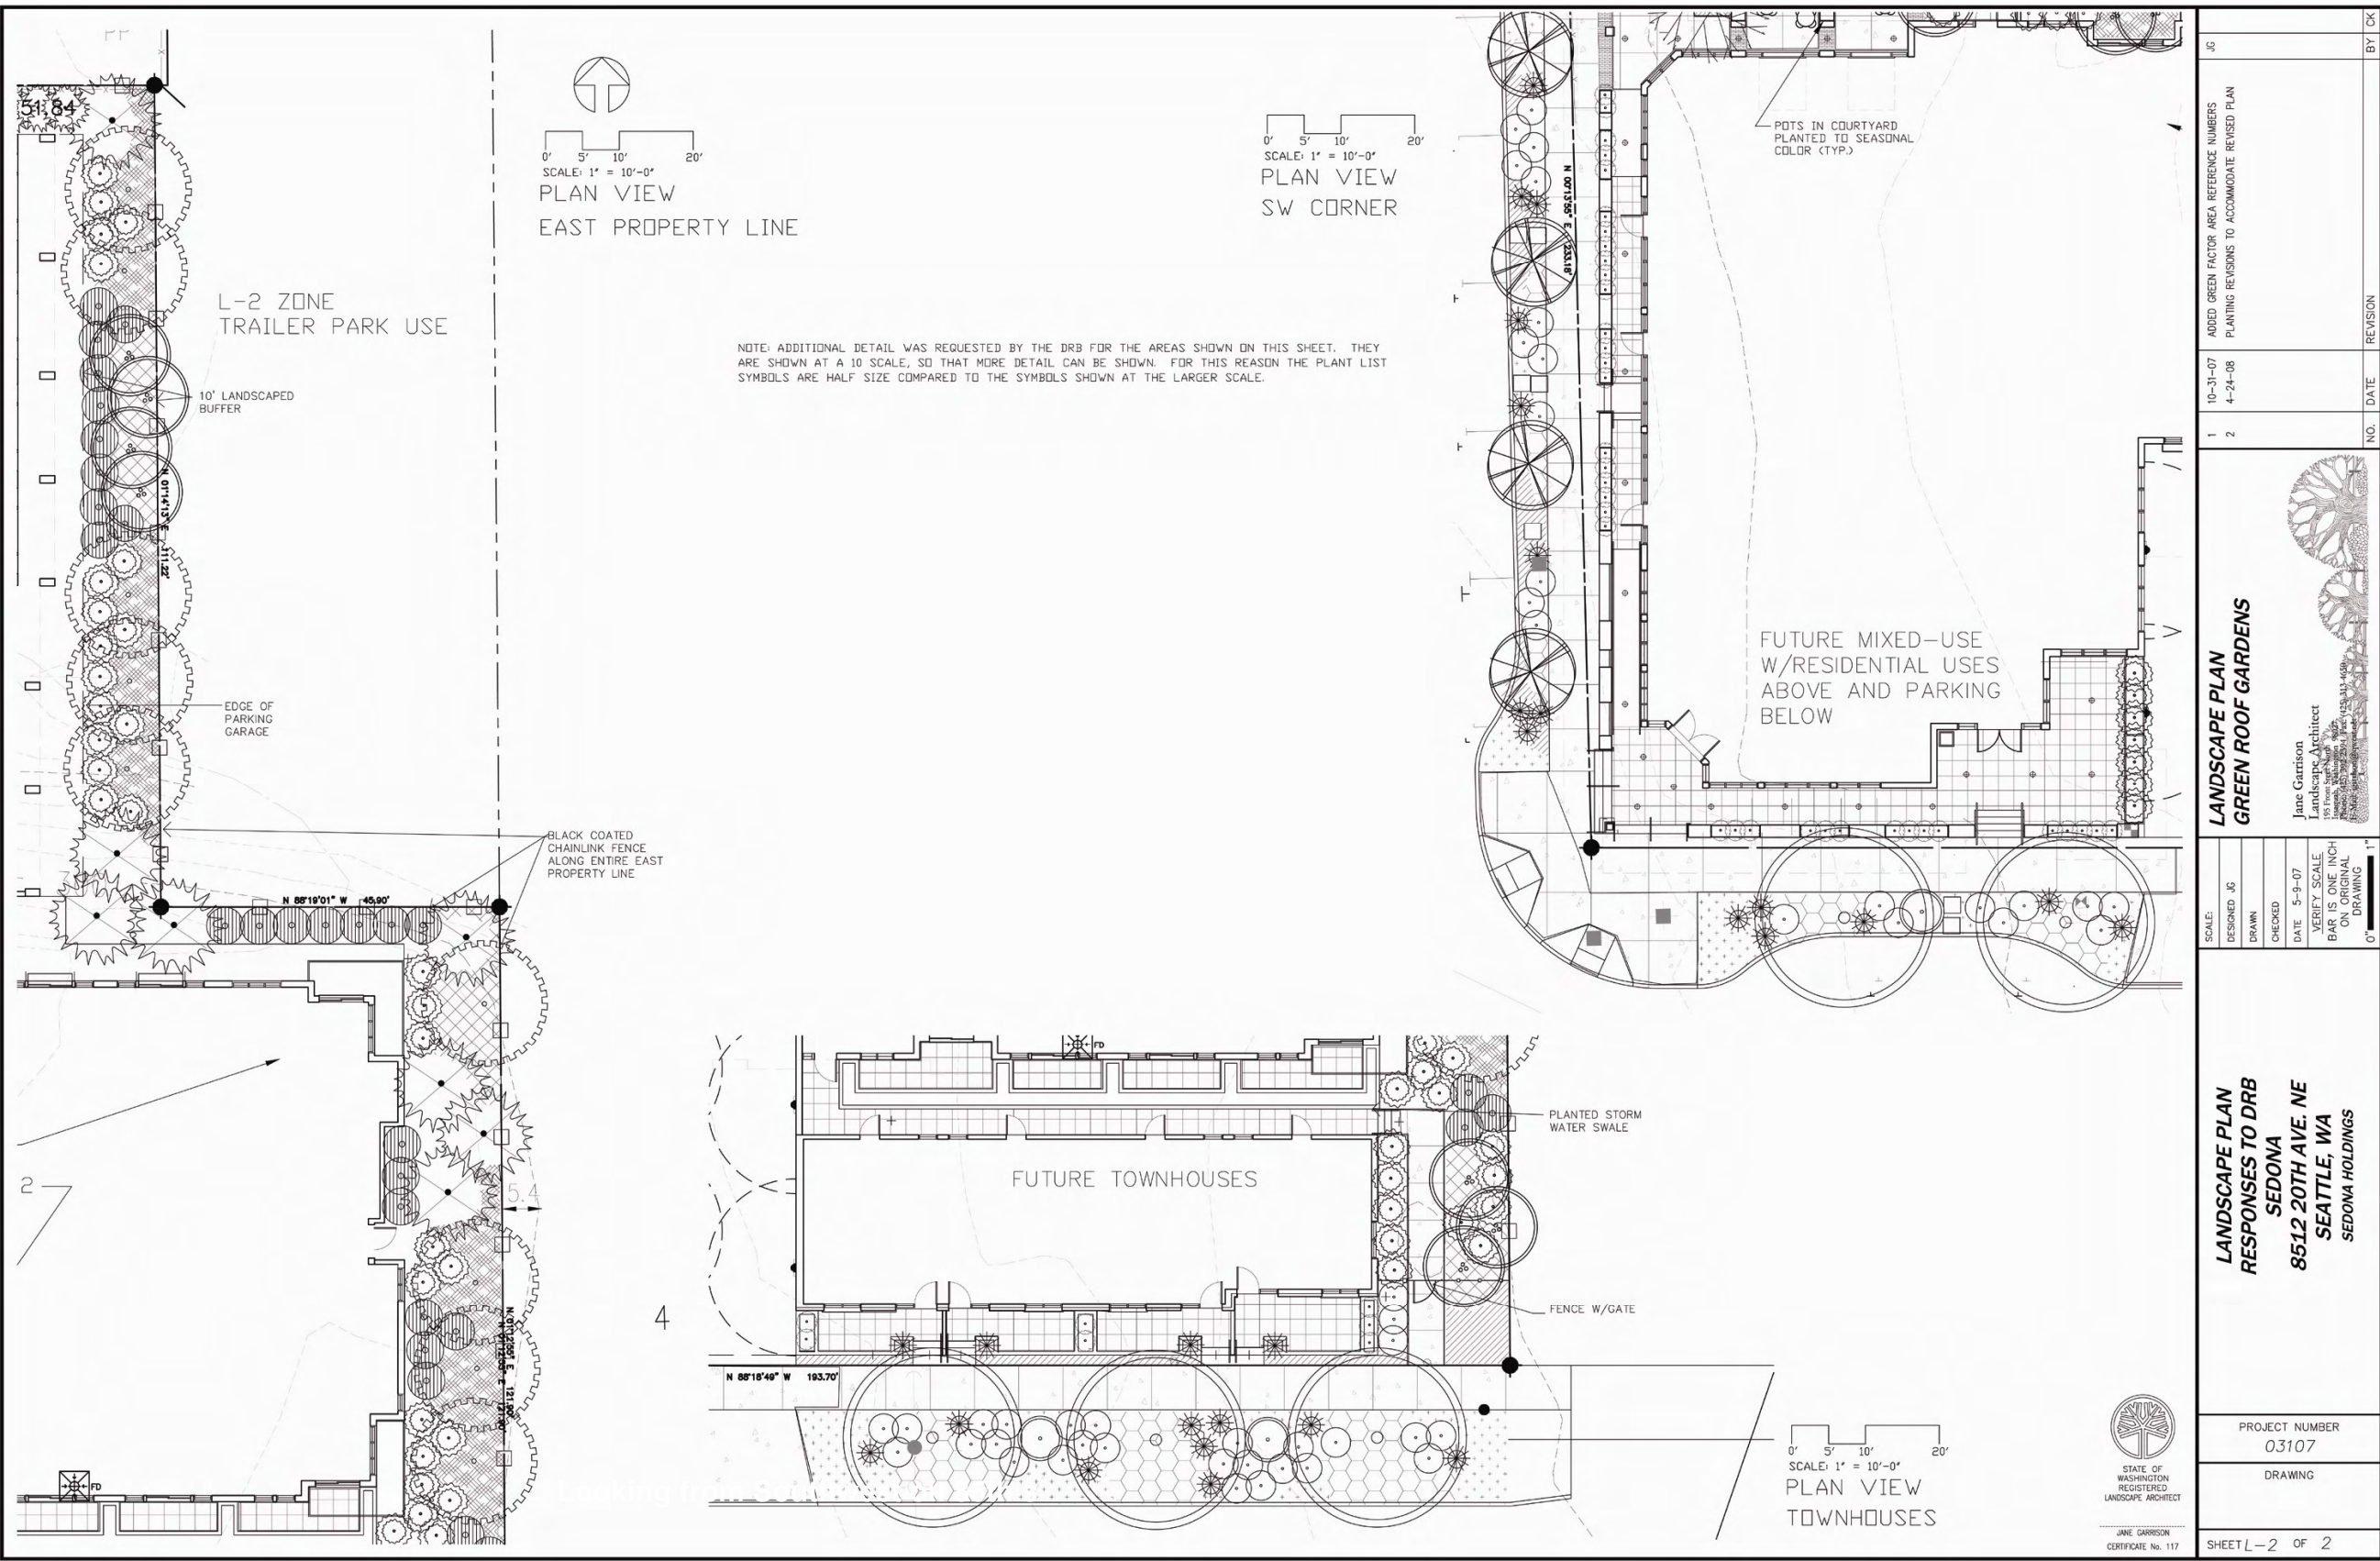 51,84
0' 5' 10' 20'
SCALE: 1" = 10'-0"
PLAN VIEW
EAST PROPERTY LINE
L-2 ZONE
TRAILER PARK USE
10' LANDSCAPED
BUFFER
N 01°14'13" E 111.22'
EDGE OF
PARKING
GARAGE
BLACK COATED
CHAINLINK FENCE
ALONG ENTIRE EAST
PROPERTY LINE
N 88°19'01" W 45.90'
2
5.4
FD
0' 5' 10' 20'
SCALE: 1" = 10'-0"
PLAN VIEW
SW CORNER
NOTE: ADDITIONAL DETAIL WAS REQUESTED BY THE DRB FOR THE AREAS SHOWN ON THIS SHEET. THEY
ARE SHOWN AT A 10 SCALE, SO THAT MORE DETAIL CAN BE SHOWN. FOR THIS REASON THE PLANT LIST
SYMBOLS ARE HALF SIZE COMPARED TO THE SYMBOLS SHOWN AT THE LARGER SCALE.
POTS IN COURTYARD
PLANTED TO SEASONAL
COLOR (TYP.)
N 00°13'55" E 233.18'
FUTURE MIXED-USE
W/RESIDENTIAL USES
ABOVE AND PARKING
BELOW
FD
FUTURE TOWNHOUSES
PLANTED STORM
WATER SWALE
FENCE W/GATE
4
N 88°18'49" W 193.70'
0' 5' 10' 20'
SCALE: 1" = 10'-0"
PLAN VIEW
TOWNHOUSES
STATE OF
WASHINGTON
REGISTERED
LANDSCAPE ARCHITECT
JANE GARRISON
CERTIFICATE No. 117
NO. DATE REVISION BY CK
1 10-31-07 ADDED GREEN FACTOR AREA REFERENCE NUMBERS JG
2 4-24-08 PLANTING REVISIONS TO ACCOMMODATE REVISED PLAN
LANDSCAPE PLAN
GREEN ROOF GARDENS
Jane Garrison
Landscape Architect
SCALE:
DESIGNED JG
DRAWN
CHECKED
DATE 5-9-07
VERIFY SCALE
BAR IS ONE INCH
ON ORIGINAL
DRAWING
0" 1"
LANDSCAPE PLAN
RESPONSES TO DRB
SEDONA
8512 20TH AVE. NE
SEATTLE, WA
SEDONA HOLDINGS
PROJECT NUMBER
03107
DRAWING
SHEET L-2 OF 2